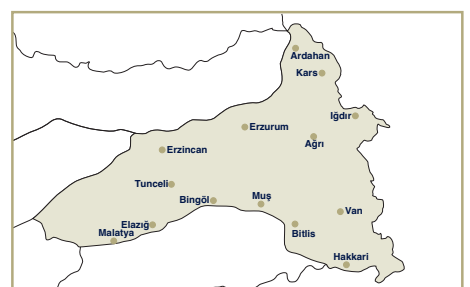 Ardahan
Kars
Iğdır
Erzurum
Ağrı
Erzincan
Tunceli
Bingöl
Muş
Van
Elazığ
Malatya
Bitlis
Hakkari